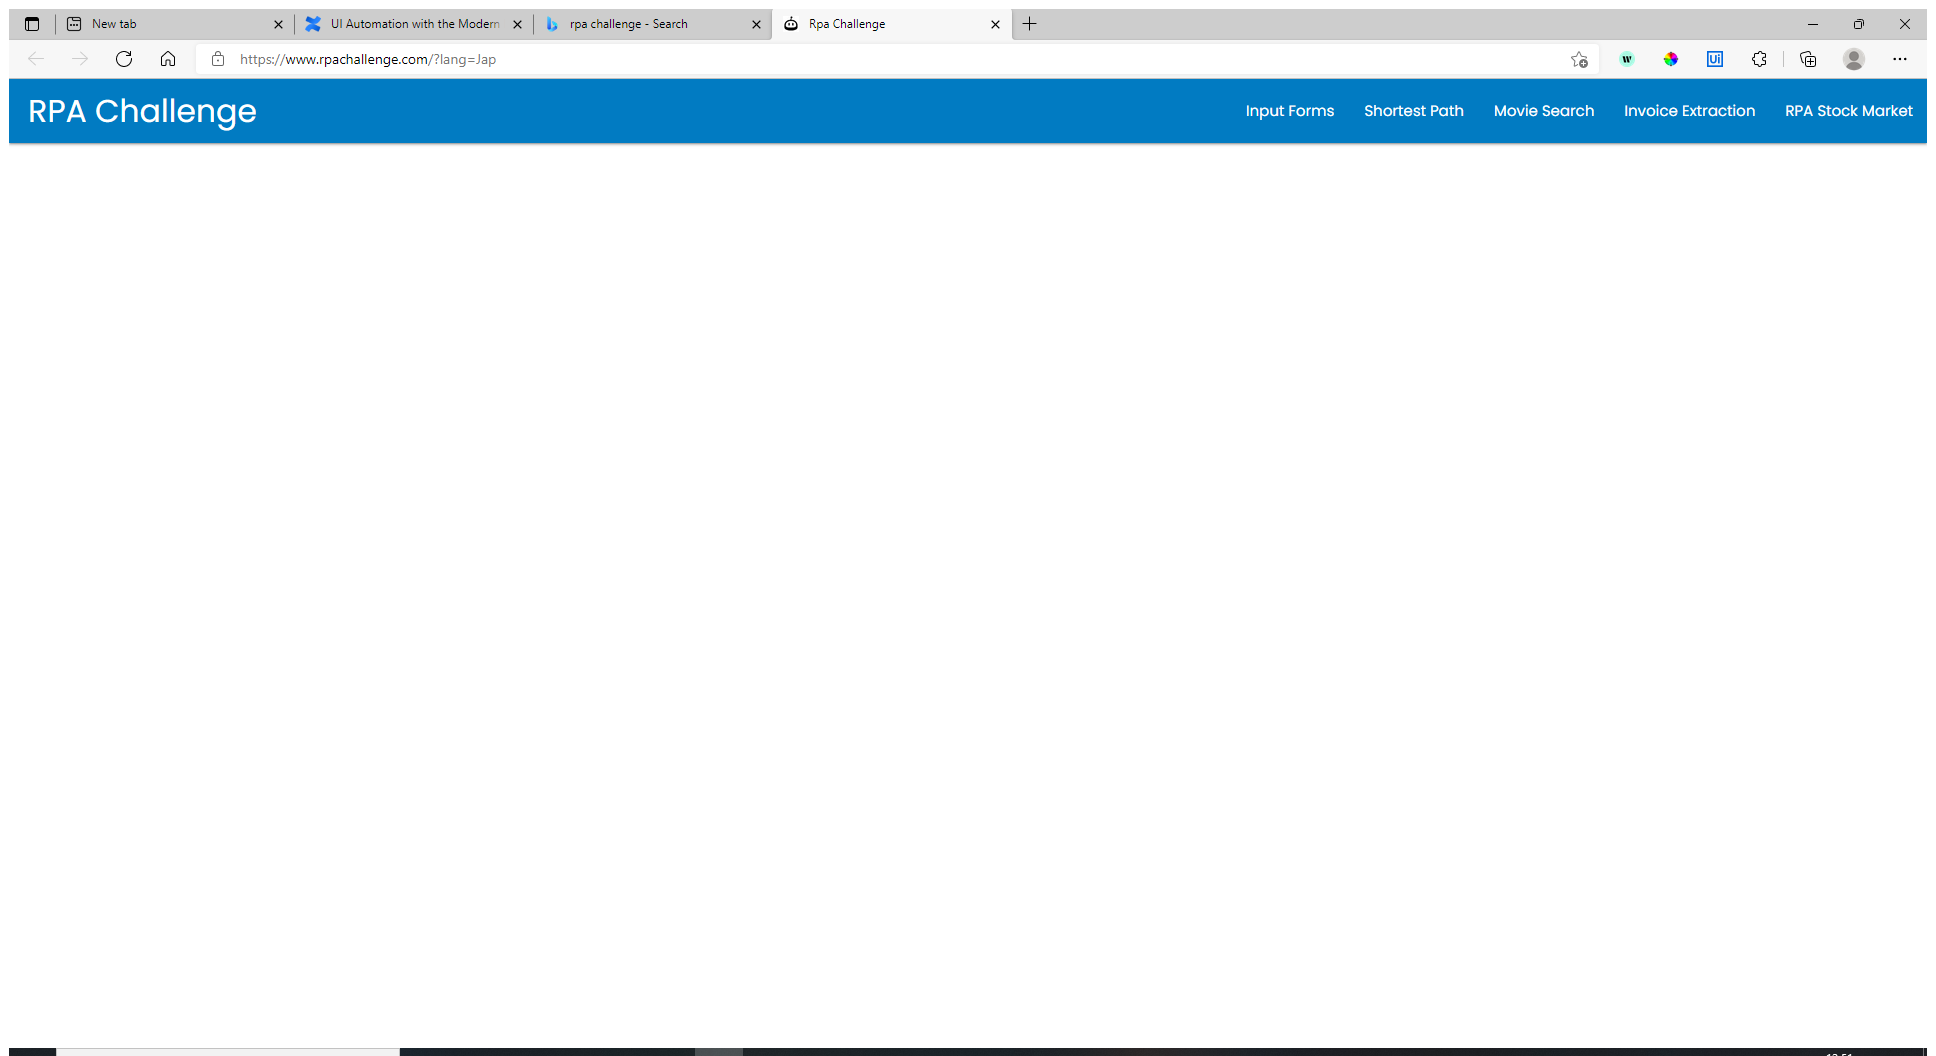 New tab
UI Automation with the Modern
rpa challenge - Search
Rpa Challenge
https://www.rpachallenge.com/?lang=Jap
w
Ui
RPA Challenge
Input Forms
Shortest Path
Movie Search
Invoice Extraction
RPA Stock Market